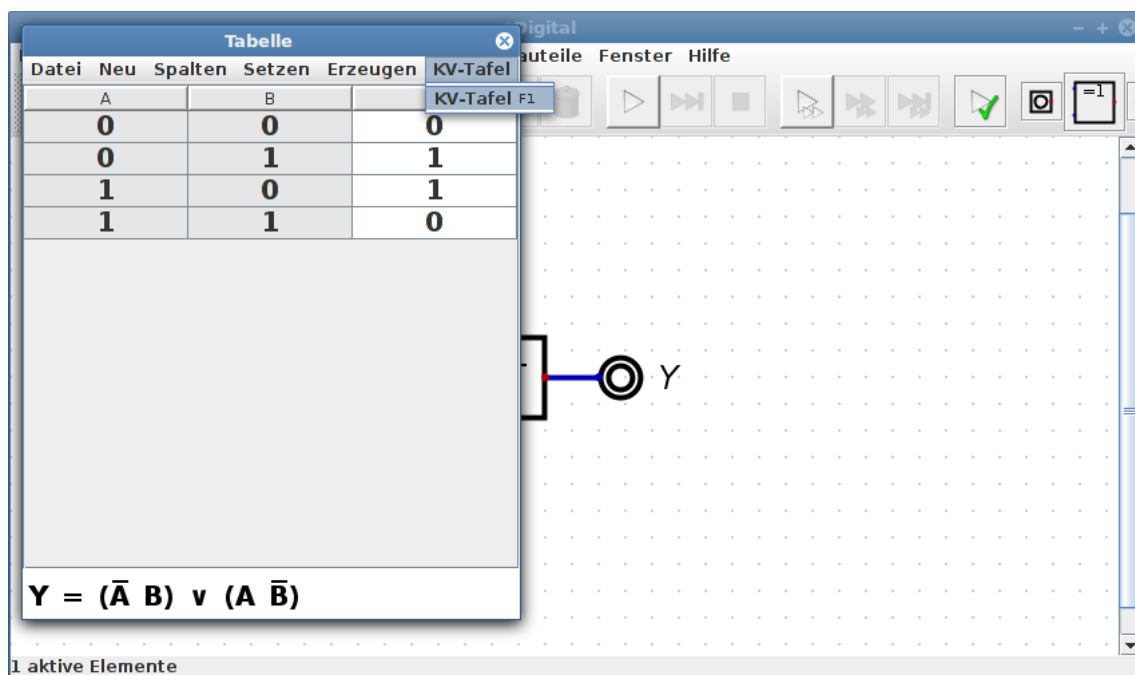 Digital
Tabelle
auteile Fenster Hilfe
Datei Neu Spalten Setzen Erzeugen KV-Tafel
KV-Tafel F1
A B
=1
0 0 0
0 1 1
1 0 1
1 1 0
Y
Y = (A̅ B) ∨ (A B̅)
1 aktive Elemente